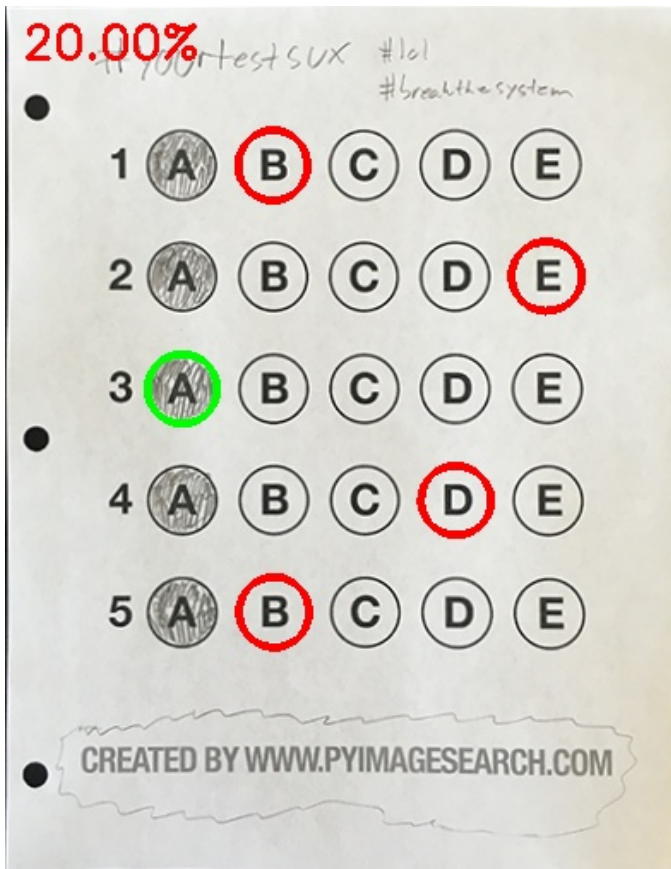 20.00%
#yourtestsux #lol
#breakthesystem
1 A B C D E
2 A B C D E
3 A B C D E
4 A B C D E
5 A B C D E
CREATED BY WWW.PYIMAGESEARCH.COM